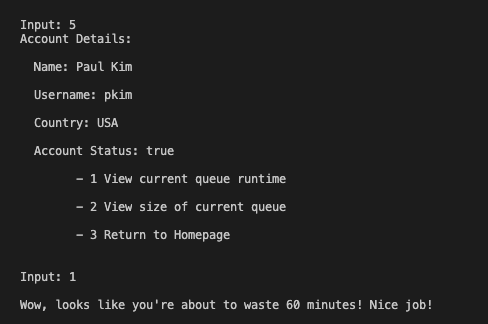 Input: 5
Account Details:
Name: Paul Kim
Username: pkim
Country: USA
Account Status: true
- 1 View current queue runtime
- 2 View size of current queue
- 3 Return to Homepage
Input: 1
Wow, looks like you're about to waste 60 minutes! Nice job!